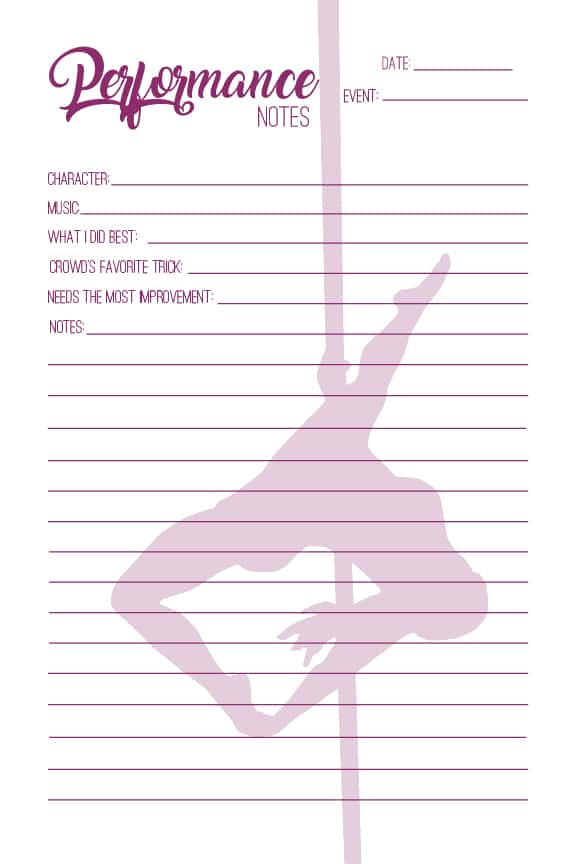 Performance
NOTES
DATE:
EVENT:
CHARACTER:
MUSIC
WHAT I DID BEST:
CROWD'S FAVORITE TRICK:
NEEDS THE MOST IMPROVEMENT:
NOTES: